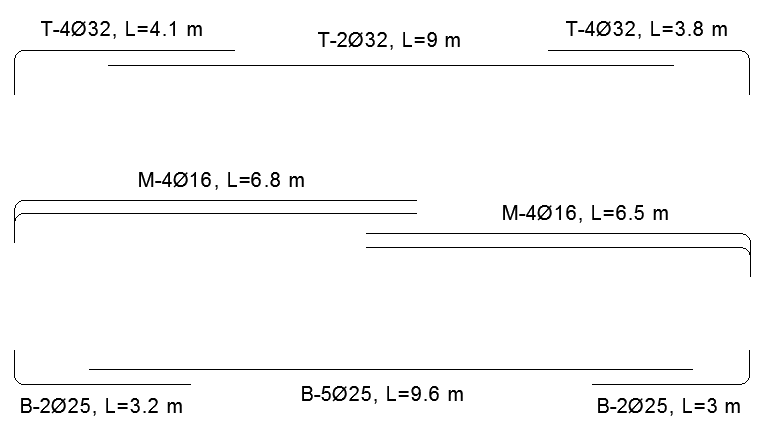 T-4Ø32, L=4.1 m
T-2Ø32, L=9 m
T-4Ø32, L=3.8 m
M-4Ø16, L=6.8 m
M-4Ø16, L=6.5 m
B-2Ø25, L=3.2 m
B-5Ø25, L=9.6 m
B-2Ø25, L=3 m